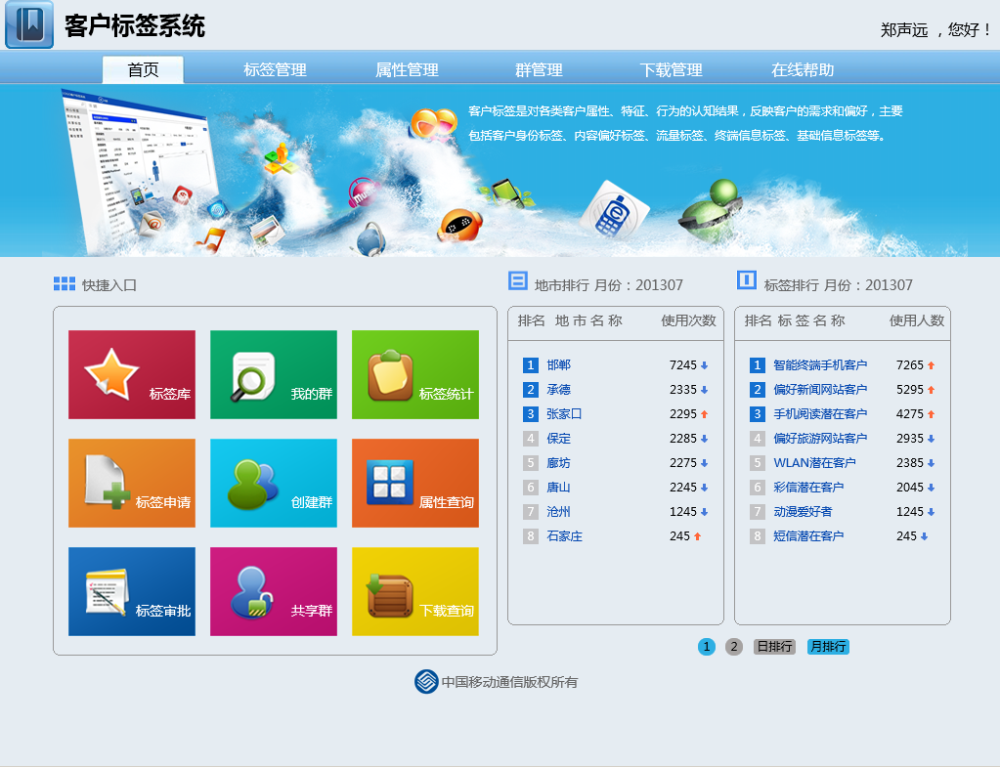 客户标签系统
郑声远 ，您好！
首页 标签管理 属性管理 群管理 下载管理 在线帮助
客户标签是对各类客户属性、特征、行为的认知结果，反映客户的需求和偏好，主要
包括客户身份标签、内容偏好标签、流量标签、终端信息标签、基础信息标签等。
快捷入口
标签库 我的群 标签统计
标签申请 创建群 属性查询
标签审批 共享群 下载查询
地市排行 月份：201307
排名 地 市 名 称 使用次数
1 邯郸 7245
2 承德 2335
3 张家口 2295
4 保定 2285
5 廊坊 2275
6 唐山 2245
7 沧州 1245
8 石家庄 245
标签排行 月份：201307
排名 标 签 名 称 使用人数
1 智能终端手机客户 7265
2 偏好新闻网站客户 5295
3 手机阅读潜在客户 4275
4 偏好旅游网站客户 2935
5 WLAN潜在客户 2385
6 彩信潜在客户 2045
7 动漫爱好者 1245
8 短信潜在客户 245
1 2 日排行 月排行
中国移动通信版权所有